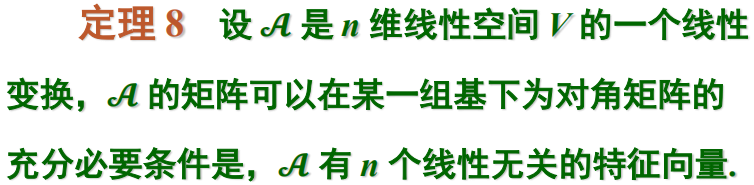 定理8 设 𝓐 是 n 维线性空间 V 的一个线性
变换，𝓐 的矩阵可以在某一组基下为对角矩阵的
充分必要条件是，𝓐 有 n 个线性无关的特征向量.